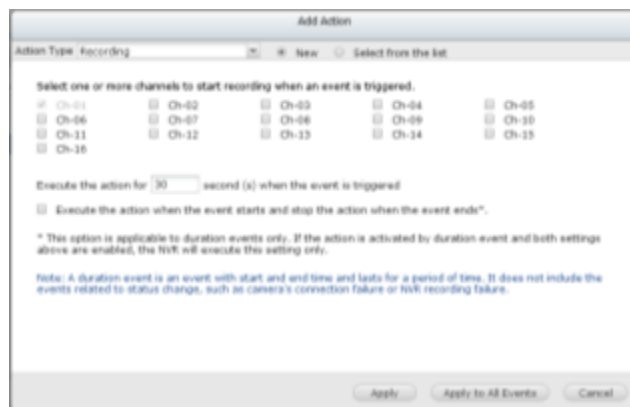 Add Action
Action Type Recording New Select from the list
Select one or more channels to start recording when an event is triggered.
Ch-01 Ch-02 Ch-03 Ch-04 Ch-05
Ch-06 Ch-07 Ch-08 Ch-09 Ch-10
Ch-11 Ch-12 Ch-13 Ch-14 Ch-15
Ch-16
Execute the action for 30 second (s) when the event is triggered
Execute the action when the event starts and stop the action when the event ends*.
* This option is applicable to duration events only. If the action is activated by duration event and both settings
above are enabled, the NVR will execute this setting only.
Note: A duration event is an event with start and end time and lasts for a period of time. It does not include the
events related to status change, such as camera's connection failure or NVR recording failure.
Apply Apply to All Events Cancel